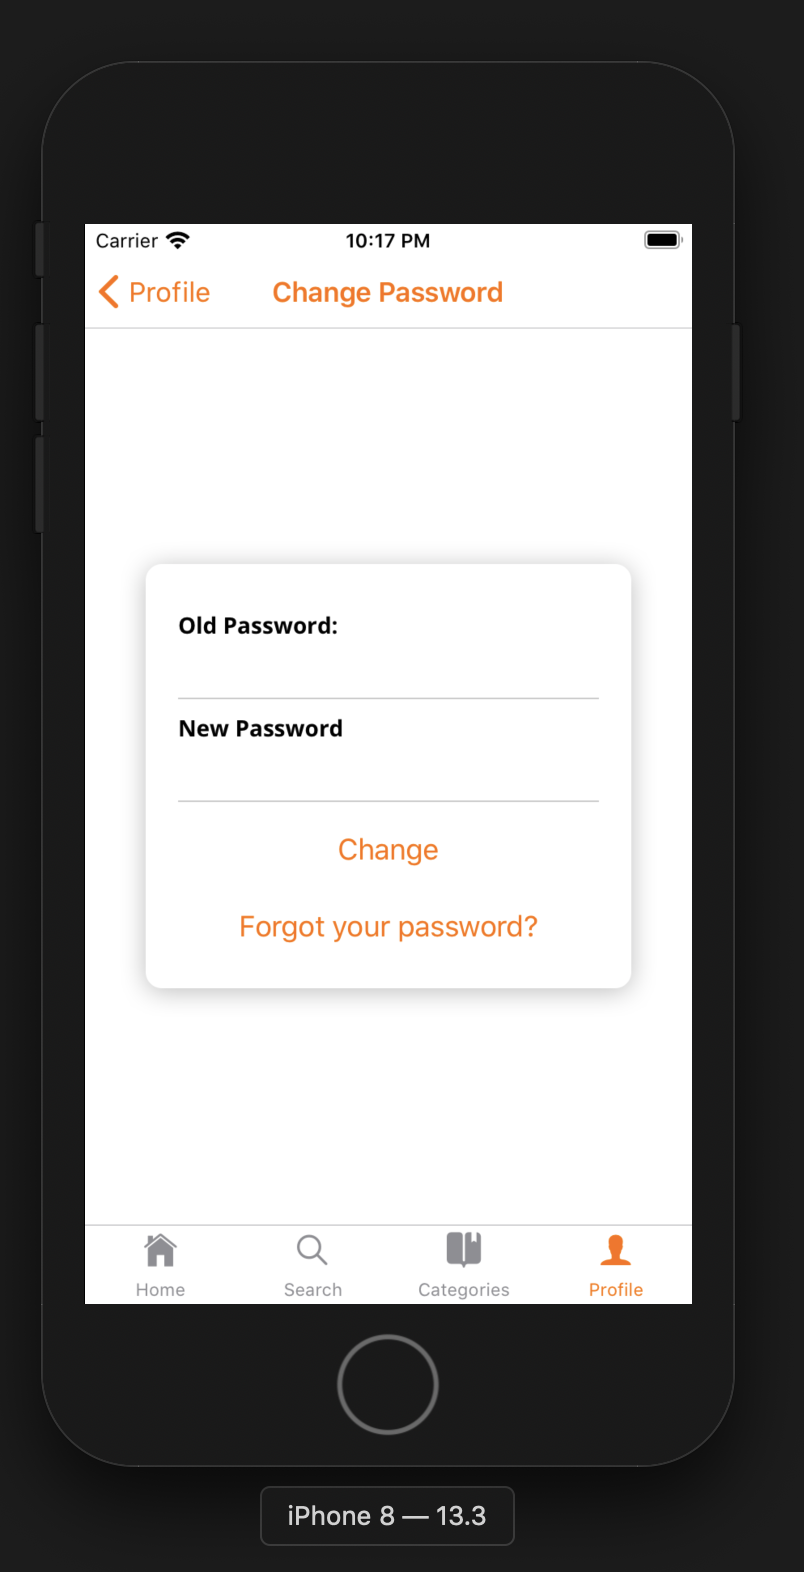 Carrier 10:17 PM
Profile Change Password
Old Password:
New Password
Change
Forgot your password?
Home Search Categories Profile
iPhone 8 — 13.3